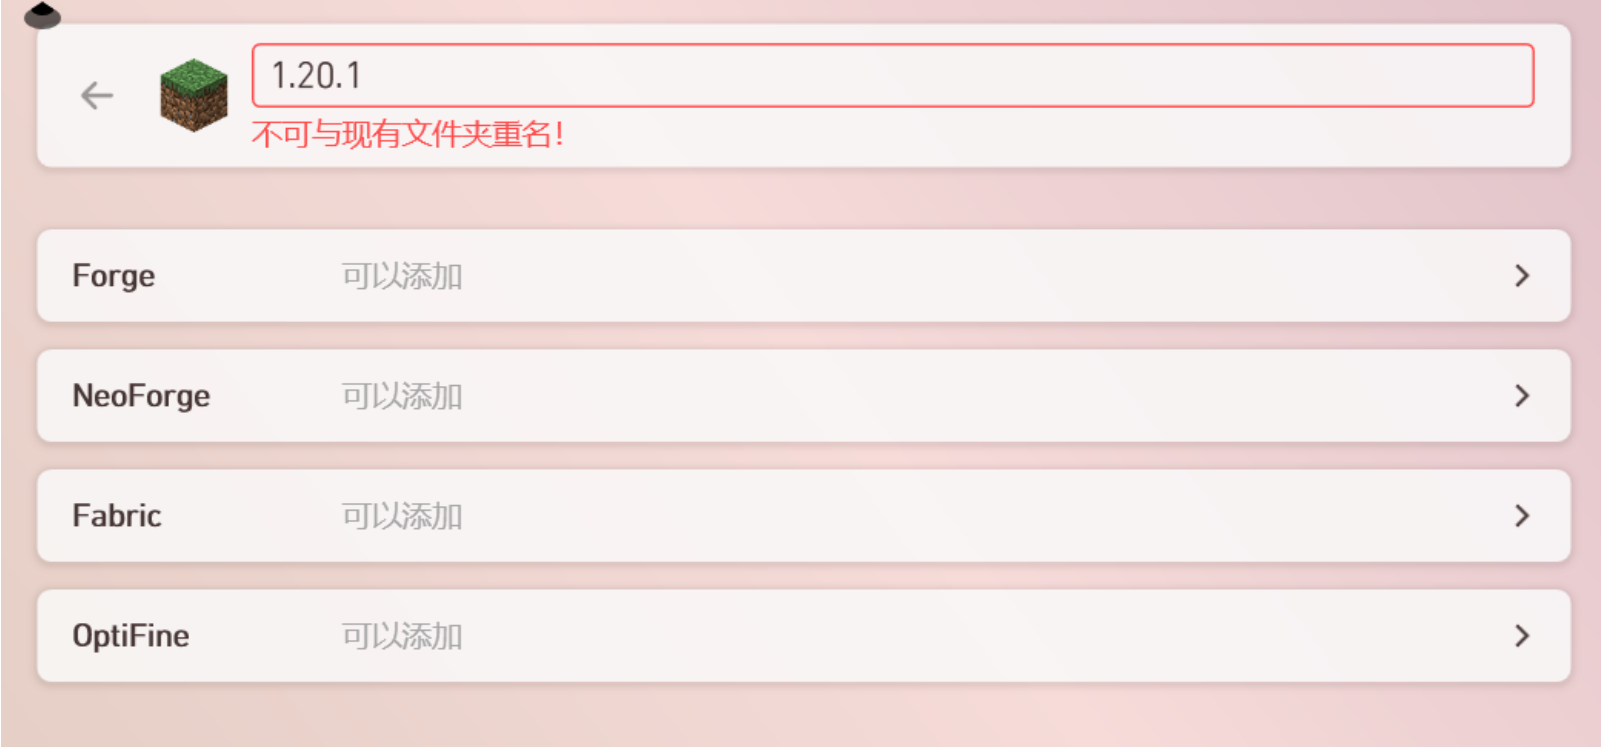 1.20.1
不可与现有文件夹重名！
Forge 可以添加
NeoForge 可以添加
Fabric 可以添加
OptiFine 可以添加